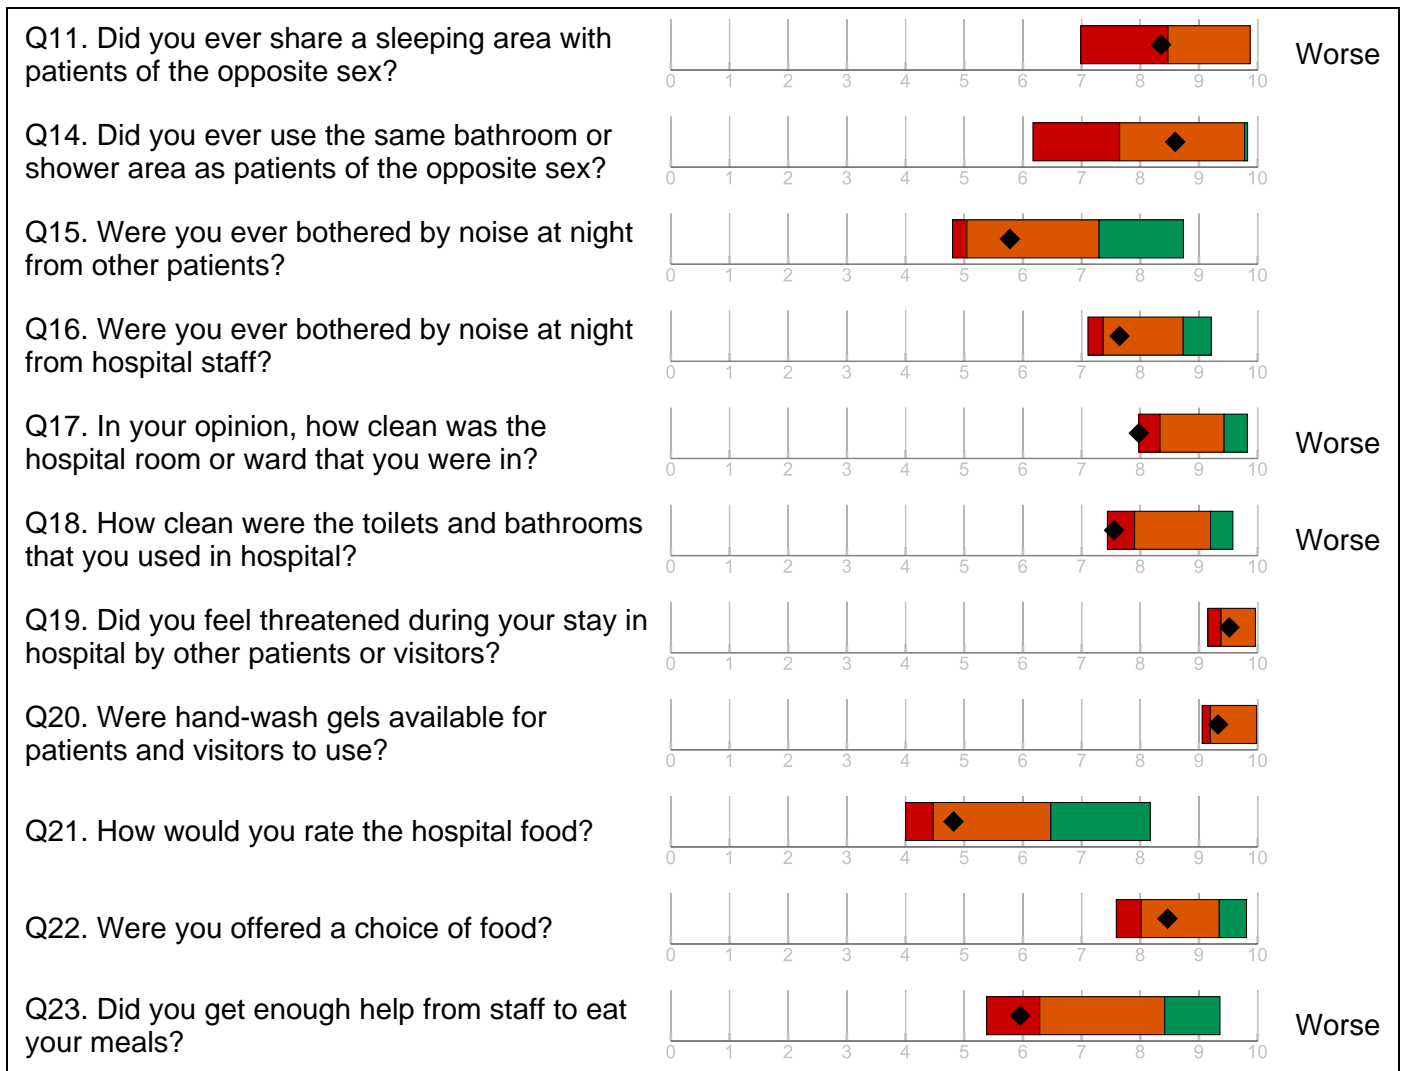 Q11. Did you ever share a sleeping area with
patients of the opposite sex?
Worse
0 1 2 3 4 5 6 7 8 9 10
Q14. Did you ever use the same bathroom or
shower area as patients of the opposite sex?
0 1 2 3 4 5 6 7 8 9 10
Q15. Were you ever bothered by noise at night
from other patients?
0 1 2 3 4 5 6 7 8 9 10
Q16. Were you ever bothered by noise at night
from hospital staff?
0 1 2 3 4 5 6 7 8 9 10
Q17. In your opinion, how clean was the
hospital room or ward that you were in?
Worse
0 1 2 3 4 5 6 7 8 9 10
Q18. How clean were the toilets and bathrooms
that you used in hospital?
Worse
0 1 2 3 4 5 6 7 8 9 10
Q19. Did you feel threatened during your stay in
hospital by other patients or visitors?
0 1 2 3 4 5 6 7 8 9 10
Q20. Were hand-wash gels available for
patients and visitors to use?
0 1 2 3 4 5 6 7 8 9 10
Q21. How would you rate the hospital food?
0 1 2 3 4 5 6 7 8 9 10
Q22. Were you offered a choice of food?
0 1 2 3 4 5 6 7 8 9 10
Q23. Did you get enough help from staff to eat
your meals?
Worse
0 1 2 3 4 5 6 7 8 9 10